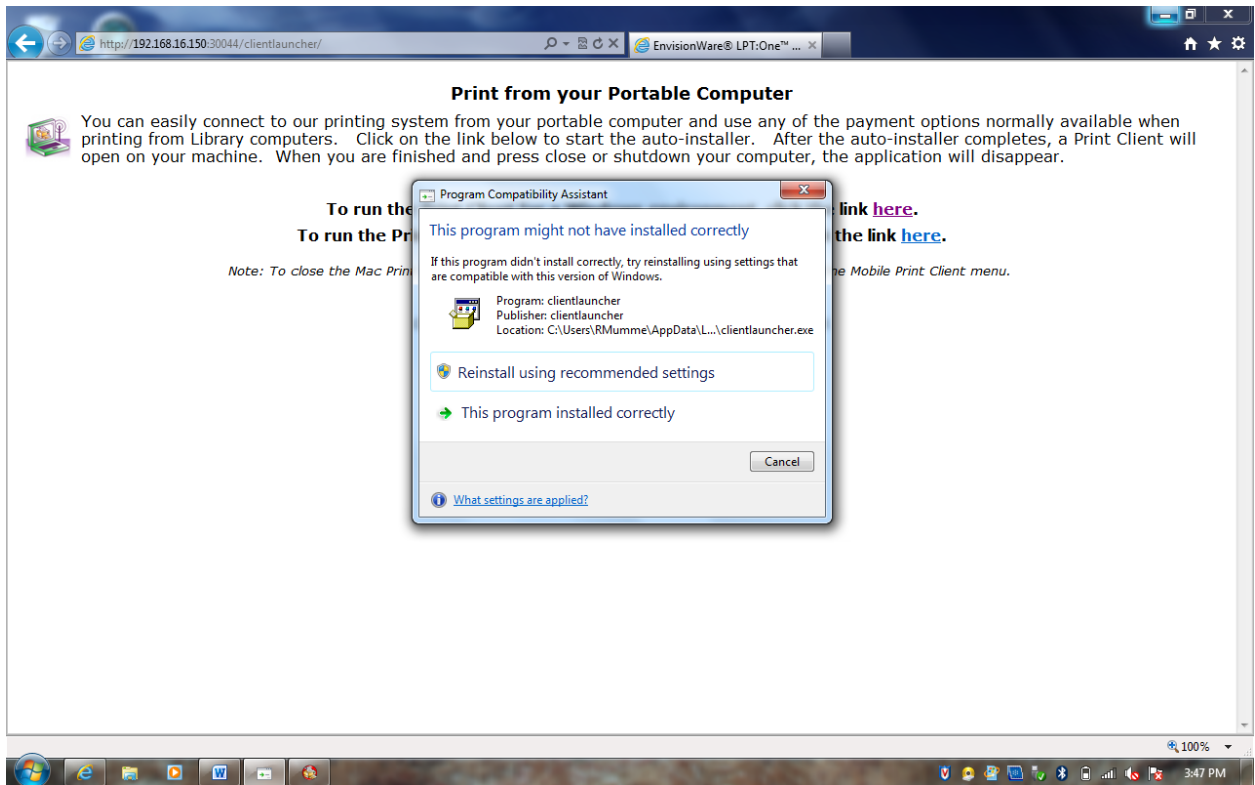 http://192.168.16.150:30044/clientlauncher/
EnvisionWare® LPT:One™ ...
Print from your Portable Computer
You can easily connect to our printing system from your portable computer and use any of the payment options normally available when
printing from Library computers. Click on the link below to start the auto-installer. After the auto-installer completes, a Print Client will
open on your machine. When you are finished and press close or shutdown your computer, the application will disappear.
To run the link here.
To run the Pr the link here.
Note: To close the Mac Prin he Mobile Print Client menu.
Program Compatibility Assistant
This program might not have installed correctly
If this program didn't install correctly, try reinstalling using settings that
are compatible with this version of Windows.
Program: clientlauncher
Publisher: clientlauncher
Location: C:\Users\RMumme\AppData\L...\clientlauncher.exe
Reinstall using recommended settings
This program installed correctly
Cancel
What settings are applied?
100%
3:47 PM